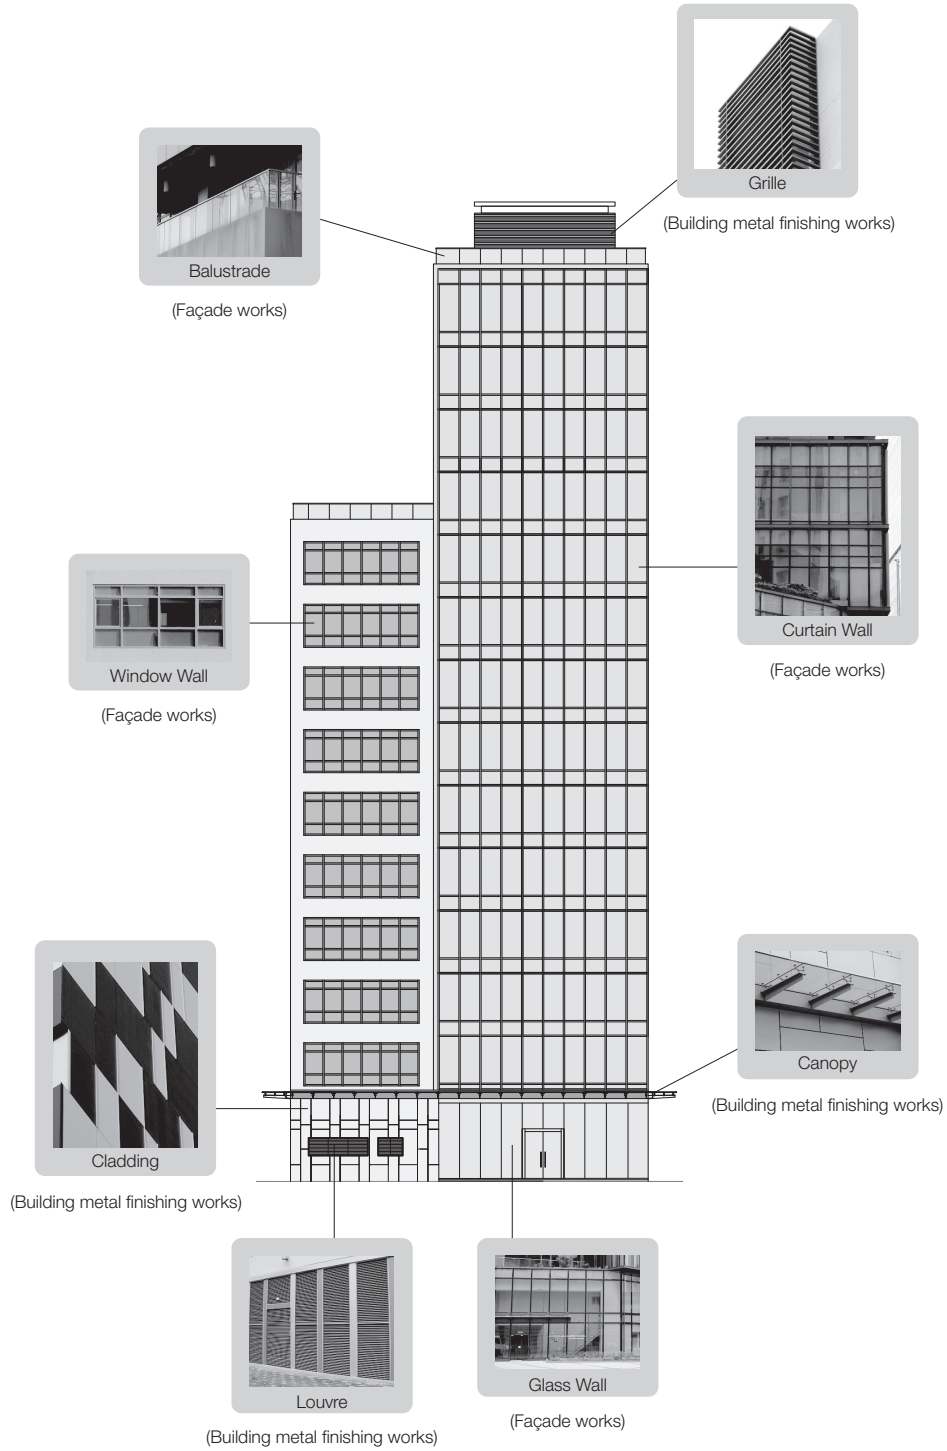 Grille
(Building metal finishing works)
Balustrade
(Façade works)
Curtain Wall
(Façade works)
Window Wall
(Façade works)
Canopy
(Building metal finishing works)
Cladding
(Building metal finishing works)
Louvre
(Building metal finishing works)
Glass Wall
(Façade works)